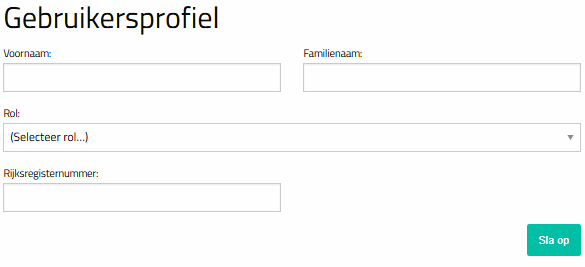 Gebruikersprofiel
Voornaam: Familienaam:
Rol:
(Selecteer rol...)
Rijksregisternummer:
Sla op